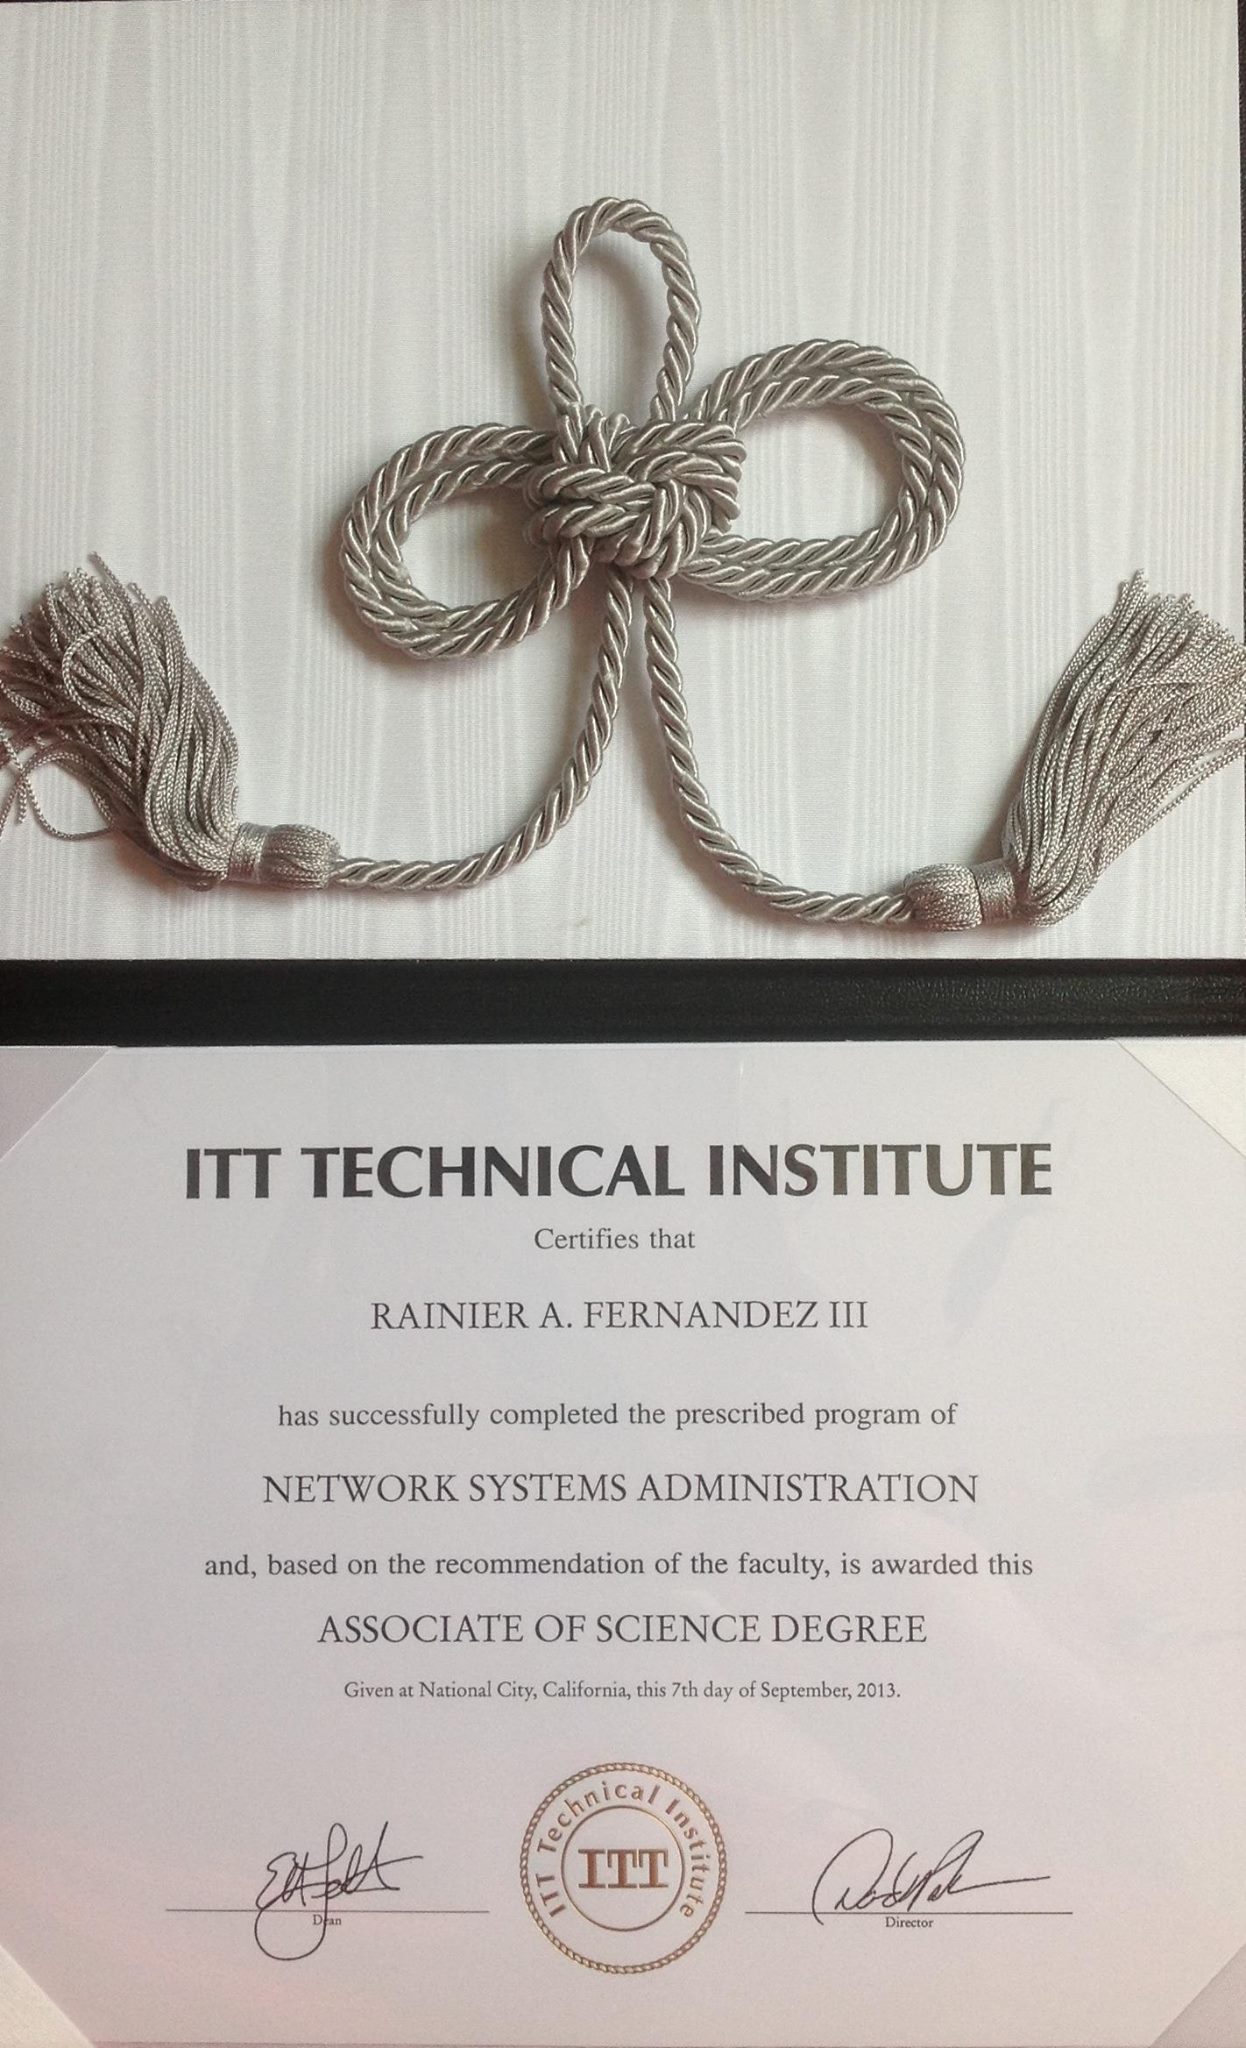 ITT TECHNICAL INSTITUTE
Certifies that
RAINIER A. FERNANDEZ III
has successfully completed the prescribed program of
NETWORK SYSTEMS ADMINISTRATION
and, based on the recommendation of the faculty, is awarded this
ASSOCIATE OF SCIENCE DEGREE
Given at National City, California, this 7th day of September, 2013.
ITT Technical Institute
ITT
Dean
Director